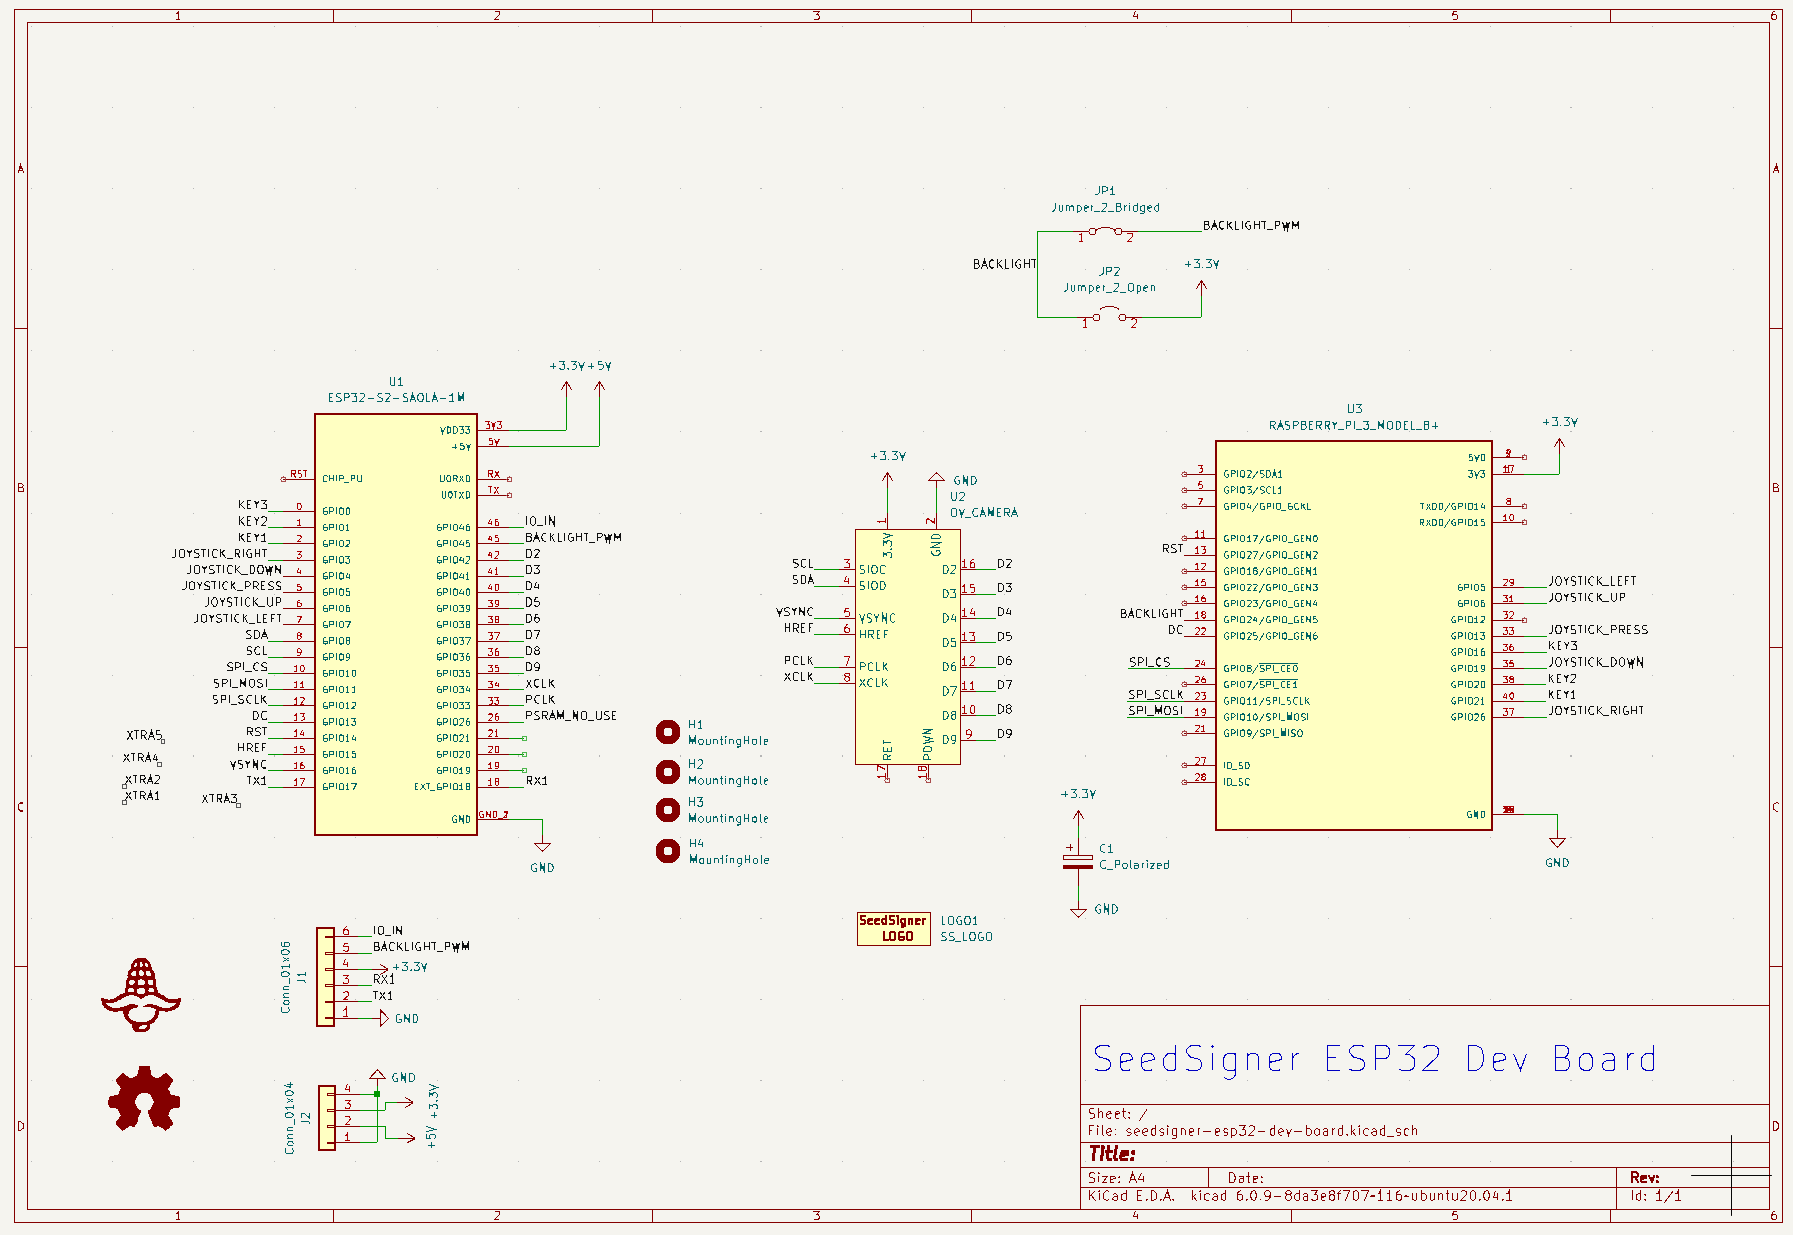 1 2 3 4 5 6
A A
JP1
Jumper_2_Bridged
1 2
BACKLIGHT_PWM
BACKLIGHT
JP2
Jumper_2_Open
+3.3V
1 2
U1
ESP32-S2-SAOLA-1M
+3.3V +5V
VDD33 3V3
+5V 5V
RST CHIP_PU
U0RXD RX
U0TXD TX
KEY3 0 GPIO0
KEY2 1 GPIO1
KEY1 2 GPIO2
JOYSTICK_RIGHT 3 GPIO3
JOYSTICK_DOWN 4 GPIO4
JOYSTICK_PRESS 5 GPIO5
JOYSTICK_UP 6 GPIO6
JOYSTICK_LEFT 7 GPIO7
SDA 8 GPIO8
SCL 9 GPIO9
SPI_CS 10 GPIO10
SPI_MOSI 11 GPIO11
SPI_SCLK 12 GPIO12
DC 13 GPIO13
RST 14 GPIO14
HREF 15 GPIO15
VSYNC 16 GPIO16
TX1 17 GPIO17
GPIO46 46 IO_IN
GPIO45 45 BACKLIGHT_PWM
GPIO42 42 D2
GPIO41 41 D3
GPIO40 40 D4
GPIO39 39 D5
GPIO38 38 D6
GPIO37 37 D7
GPIO36 36 D8
GPIO35 35 D9
GPIO34 34 XCLK
GPIO33 33 PCLK
GPIO26 26 PSRAM_NO_USE
GPIO21 21
GPIO20 20
GPIO19 19
EXT_GPIO18 18 RX1
GND GND_2
GND
XTRA5
XTRA4
XTRA2
XTRA1
XTRA3
B B
+3.3V
GND
U2
OV_CAMERA
1 3.3V
2 GND
SCL 3 SIOC
SDA 4 SIOD
VSYNC 5 VSYNC
HREF 6 HREF
PCLK 7 PCLK
XCLK 8 XCLK
D2 16 D2
D3 15 D3
D4 14 D4
D5 13 D5
D6 12 D6
D7 11 D7
D8 10 D8
D9 9 D9
RET 17
PDWN 18
H1
MountingHole
H2
MountingHole
H3
MountingHole
H4
MountingHole
U3
RASPBERRY_PI_3_MODEL_B+
+3.3V
5V0
3V3 17
3 GPIO2/SDA1
5 GPIO3/SCL1
7 GPIO4/GPIO_GCKL
TXD0/GPIO14 8
RXD0/GPIO15 10
11 GPIO17/GPIO_GEN0
RST 13 GPIO27/GPIO_GEN2
12 GPIO18/GPIO_GEN1
15 GPIO22/GPIO_GEN3
16 GPIO23/GPIO_GEN4
BACKLIGHT 18 GPIO24/GPIO_GEN5
DC 22 GPIO25/GPIO_GEN6
SPI_CS 24 GPIO8/SPI_CE0
26 GPIO7/SPI_CE1
SPI_SCLK 23 GPIO11/SPI_SCLK
SPI_MOSI 19 GPIO10/SPI_MOSI
21 GPIO9/SPI_MISO
27 ID_SD
28 ID_SC
GPIO5 29 JOYSTICK_LEFT
GPIO6 31 JOYSTICK_UP
GPIO12 32
GPIO13 33 JOYSTICK_PRESS
GPIO16 36 KEY3
GPIO19 35 JOYSTICK_DOWN
GPIO20 38 KEY2
GPIO21 40 KEY1
GPIO26 37 JOYSTICK_RIGHT
GND
GND
C C
+3.3V
+
C1
C_Polarized
GND
SeedSigner
LOGO
LOGO1
SS_LOGO
Conn_01x06
J1
6 IO_IN
5 BACKLIGHT_PWM
4 +3.3V
3 RX1
2 TX1
1 GND
Conn_01x04
J2
4 GND
3 +3.3V
2 +5V
1
D D
SeedSigner ESP32 Dev Board
Sheet: /
File: seedsigner-esp32-dev-board.kicad_sch
Title:
Size: A4 Date: Rev:
KiCad E.D.A. kicad 6.0.9-8da3e8f707-116~ubuntu20.04.1 Id: 1/1
1 2 3 4 5 6